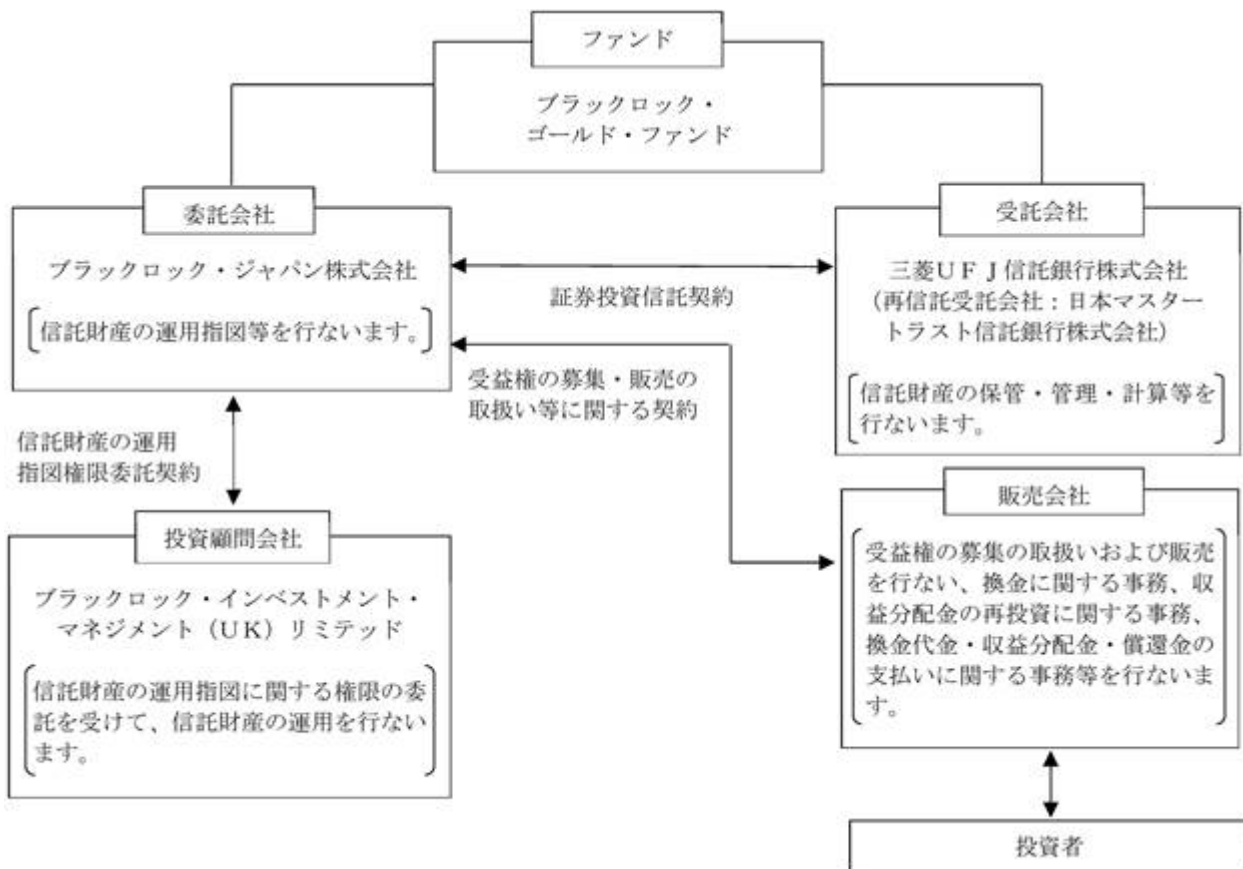 ファンド
ブラックロック・
ゴールド・ファンド
委託会社
ブラックロック・ジャパン株式会社
信託財産の運用指図等を行ないます。
受託会社
三菱ＵＦＪ信託銀行株式会社
（再信託受託会社：日本マスター
トラスト信託銀行株式会社）
信託財産の保管・管理・計算等を
行ないます。
証券投資信託契約
受益権の募集・販売の
取扱い等に関する契約
信託財産の運用
指図権限委託契約
投資顧問会社
ブラックロック・インベストメント・
マネジメント（ＵＫ）リミテッド
信託財産の運用指図に関する権限の委
託を受けて、信託財産の運用を行ない
ます。
販売会社
受益権の募集の取扱いおよび販売
を行ない、換金に関する事務、収
益分配金の再投資に関する事務、
換金代金・収益分配金・償還金の
支払いに関する事務等を行ないま
す。
投資者